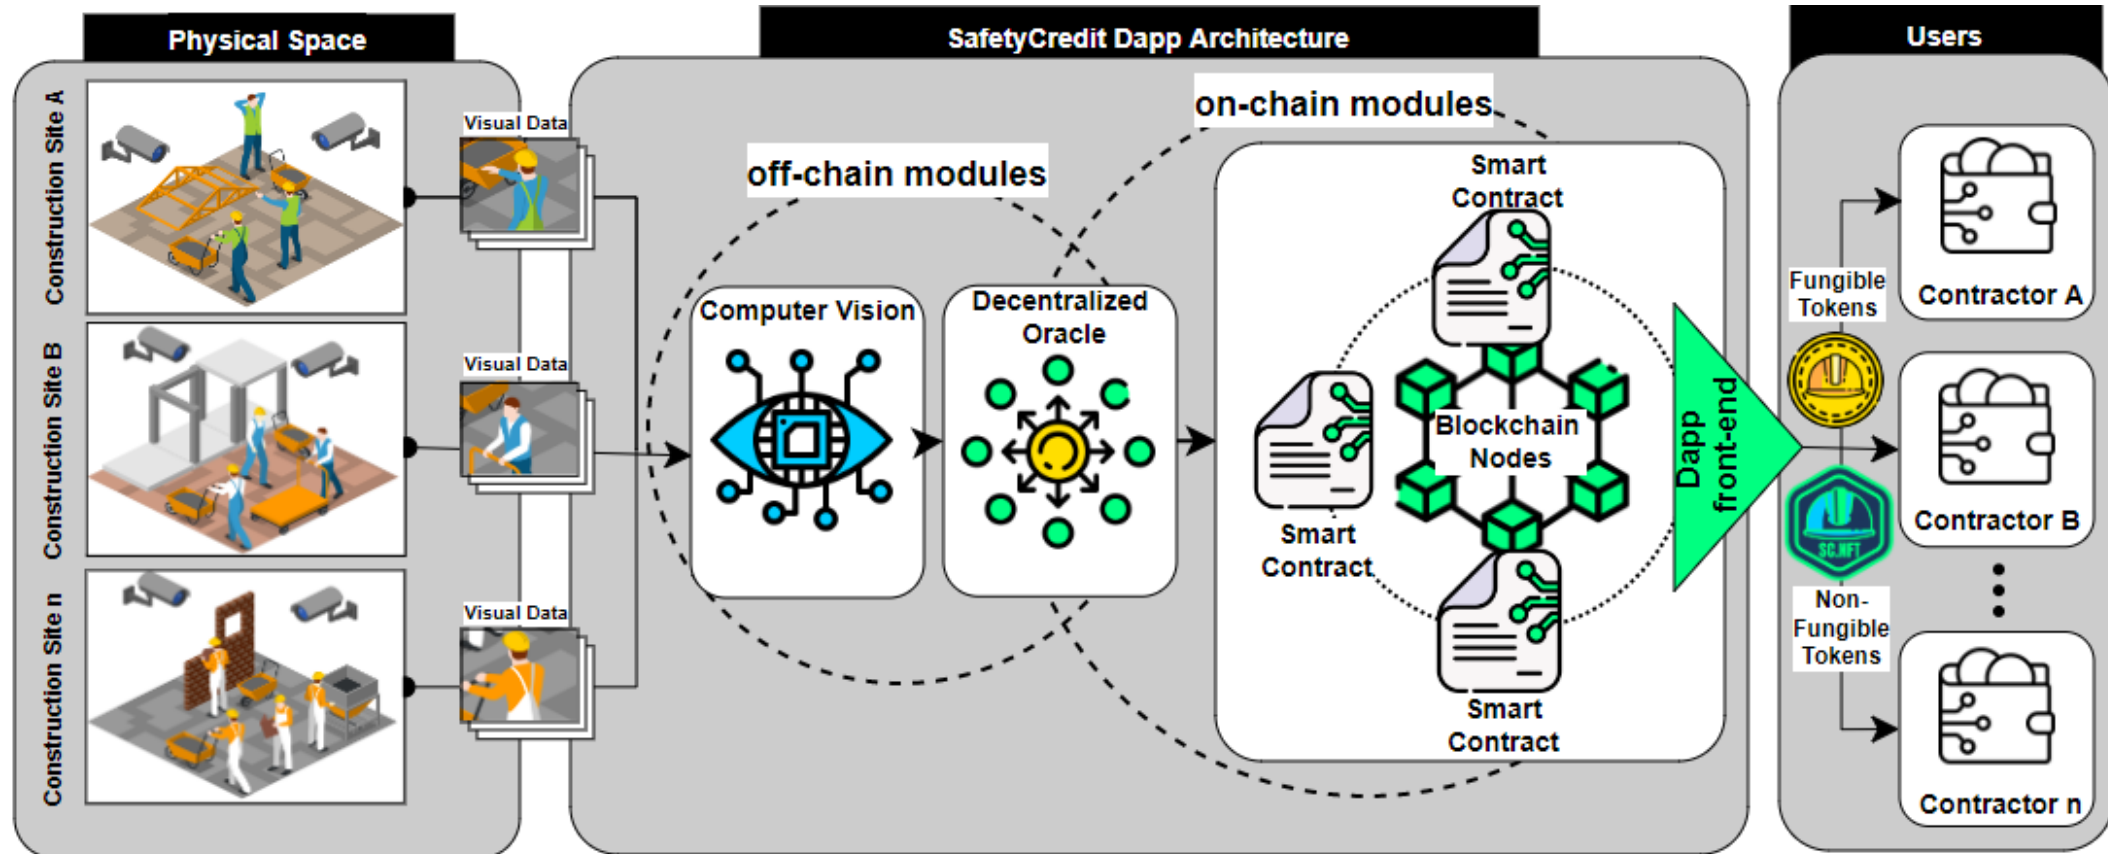 Physical Space
SafetyCredit Dapp Architecture
Users
Construction Site A
Construction Site B
Construction Site n
Visual Data
Visual Data
Visual Data
off-chain modules
on-chain modules
Computer Vision
Decentralized
Oracle
Smart
Contract
Smart
Contract
Blockchain
Nodes
Smart
Contract
Dapp
front-end
Fungible
Tokens
SC.NFT
Non-
Fungible
Tokens
Contractor A
Contractor B
Contractor n